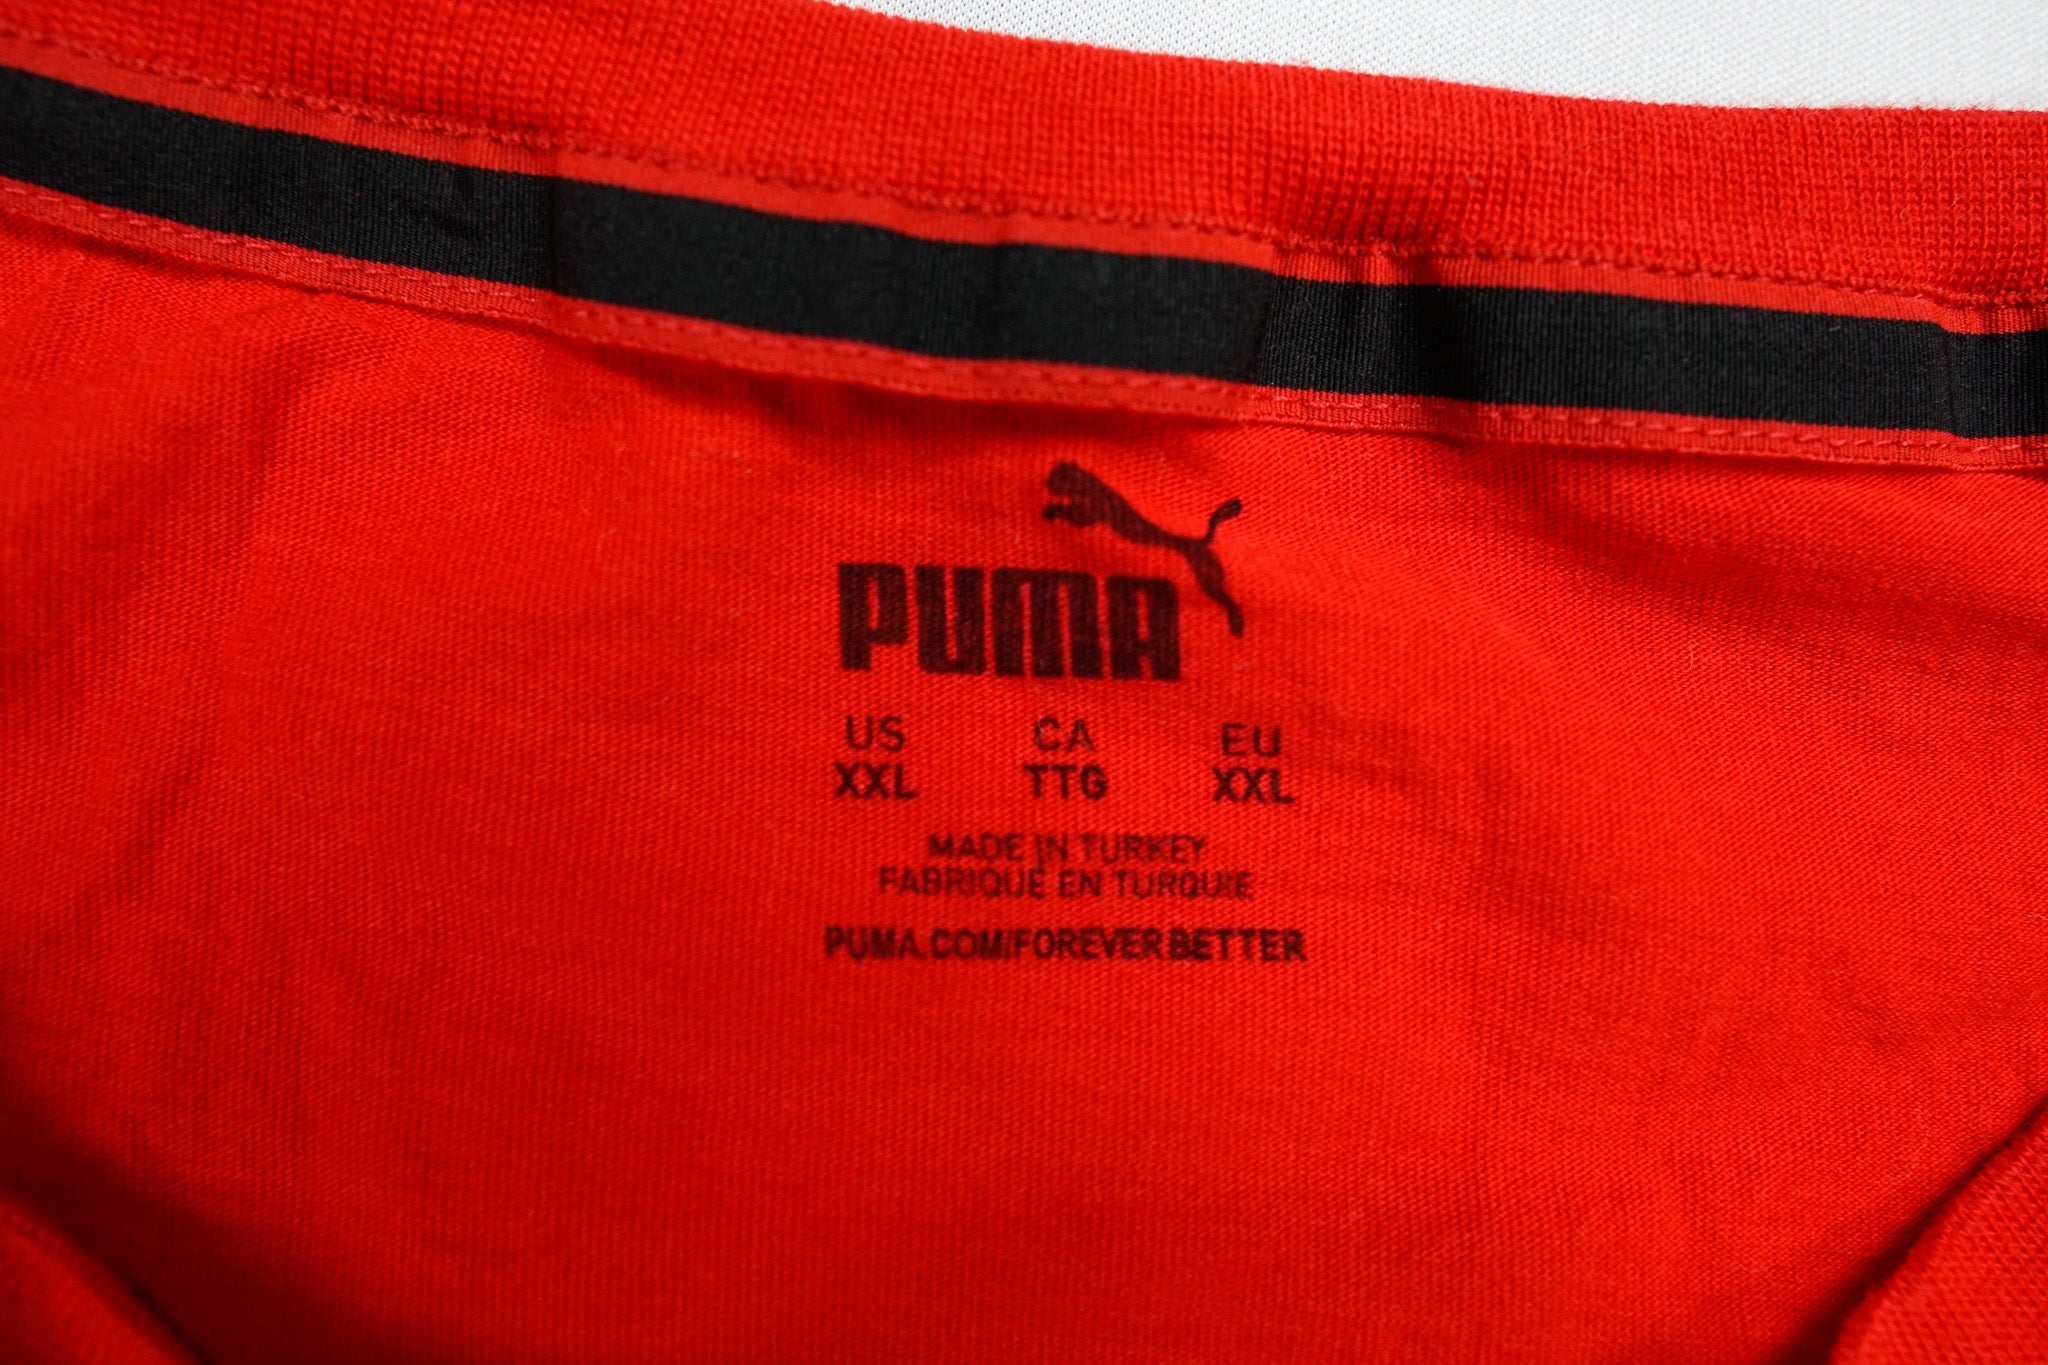 PUMA
US CA EU
XXL TTG XXL
MADE IN TURKEY
FABRIQUE EN TURQUIE
PUMA.COM/FOREVERBETTER